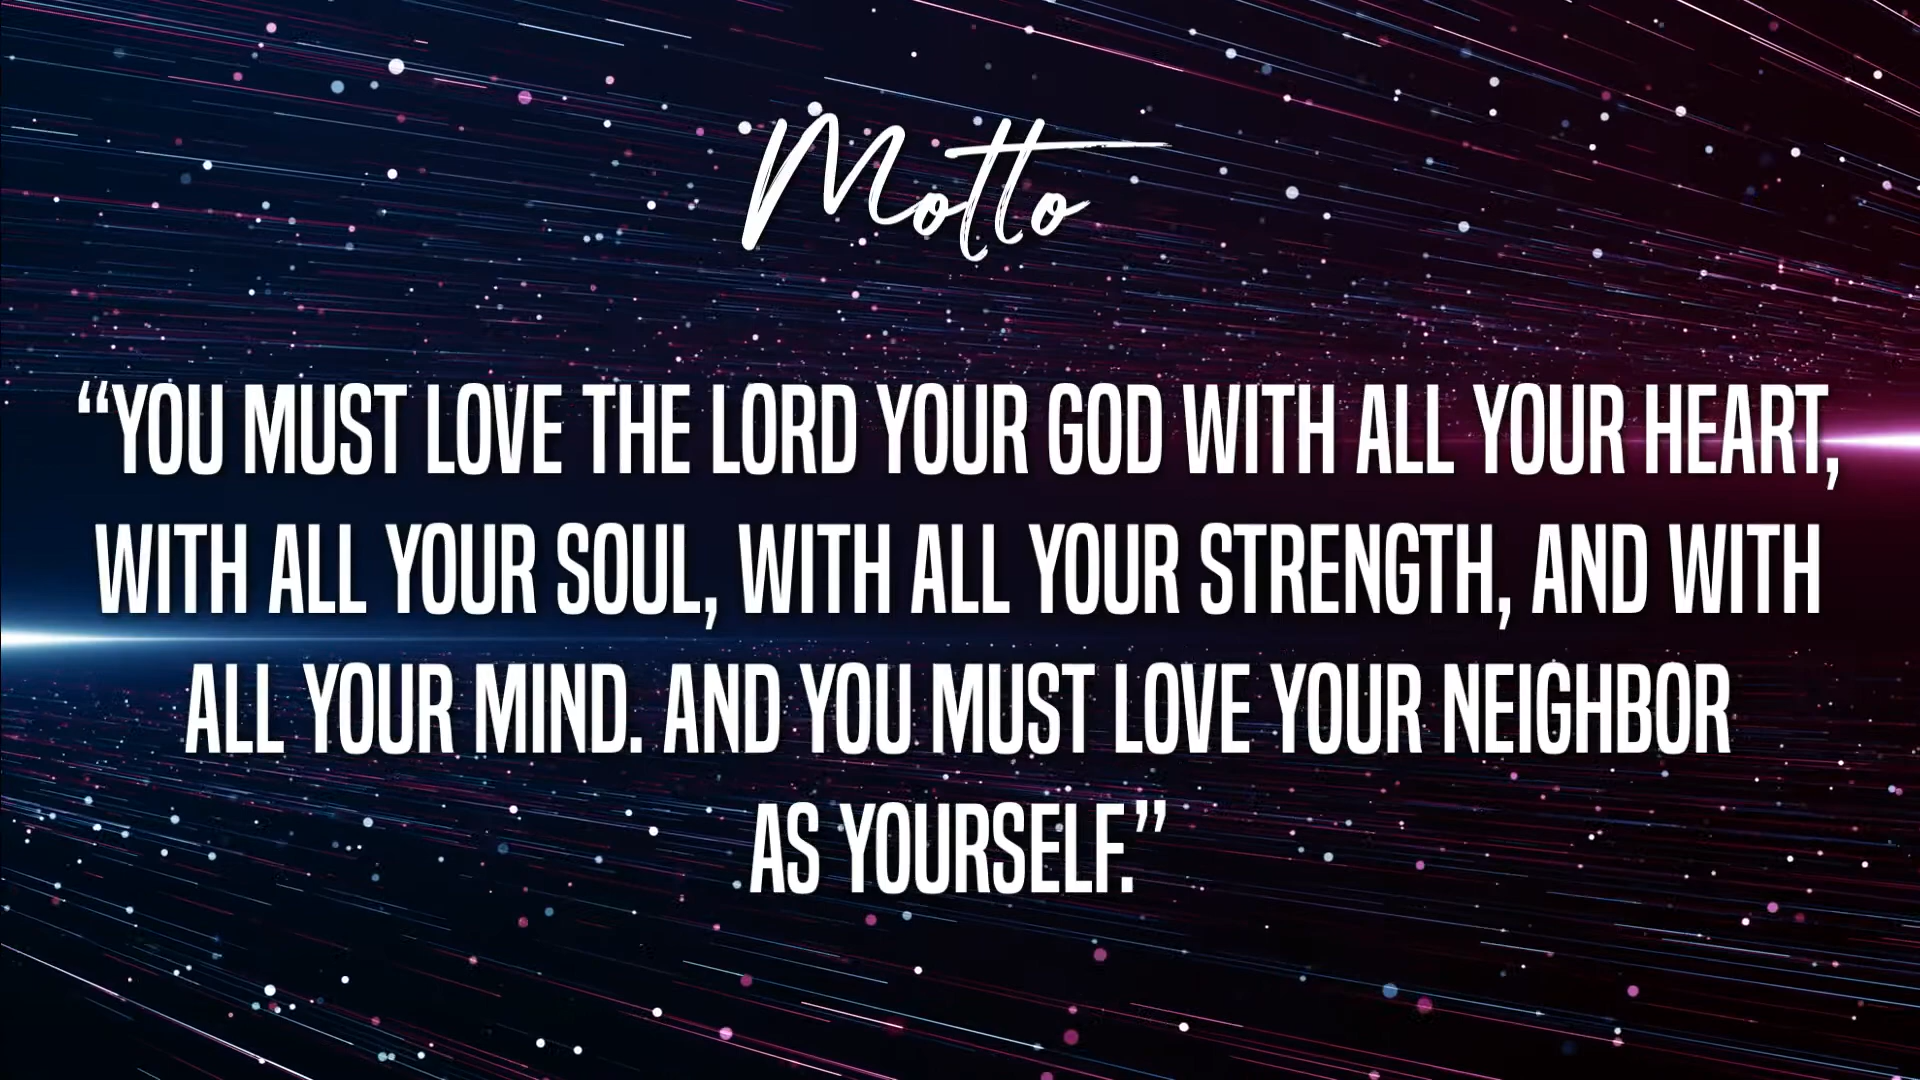 Motto
“YOU MUST LOVE THE LORD YOUR GOD WITH ALL YOUR HEART,
WITH ALL YOUR SOUL, WITH ALL YOUR STRENGTH, AND WITH
ALL YOUR MIND. AND YOU MUST LOVE YOUR NEIGHBOR
AS YOURSELF.”